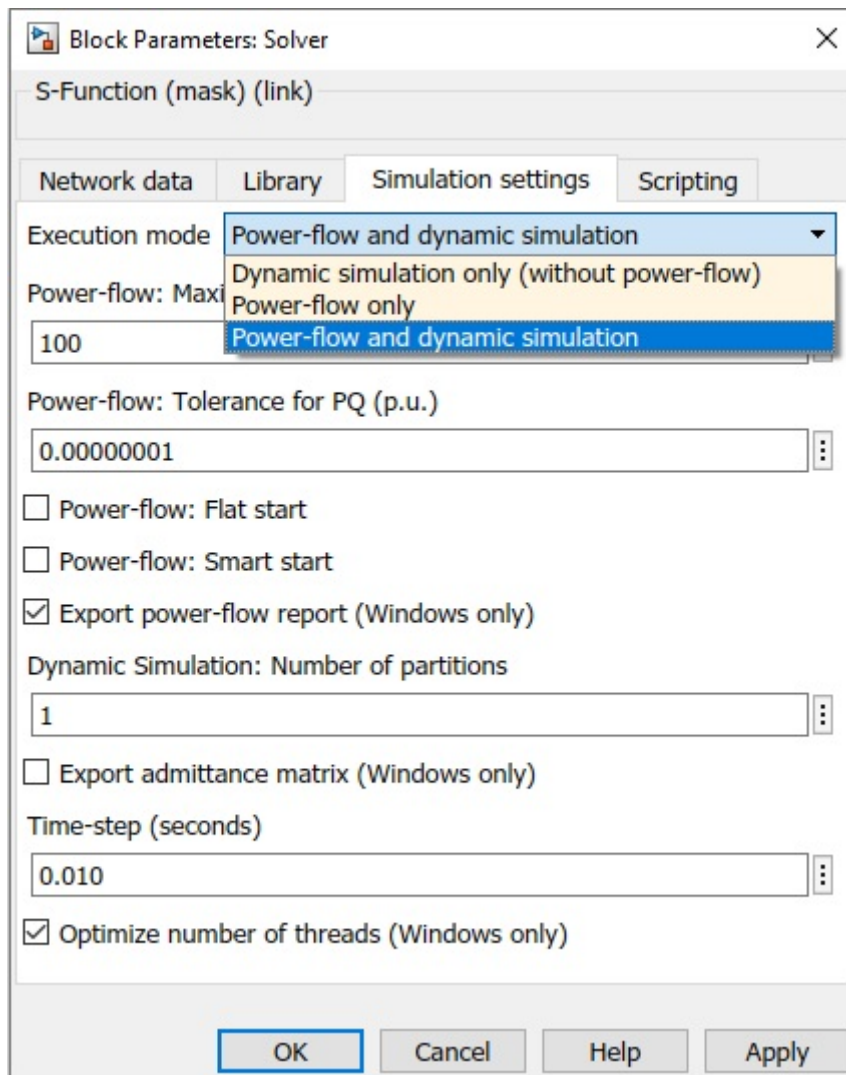 Block Parameters: Solver
S-Function (mask) (link)
Network data Library Simulation settings Scripting
Execution mode Power-flow and dynamic simulation
Dynamic simulation only (without power-flow)
Power-flow only
Power-flow and dynamic simulation
Power-flow:
100
Power-flow: Tolerance for PQ (p.u.)
0.00000001
Power-flow: Flat start
Power-flow: Smart start
Export power-flow report (Windows only)
Dynamic Simulation: Number of partitions
1
Export admittance matrix (Windows only)
Time-step (seconds)
0.010
Optimize number of threads (Windows only)
OK Cancel Help Apply